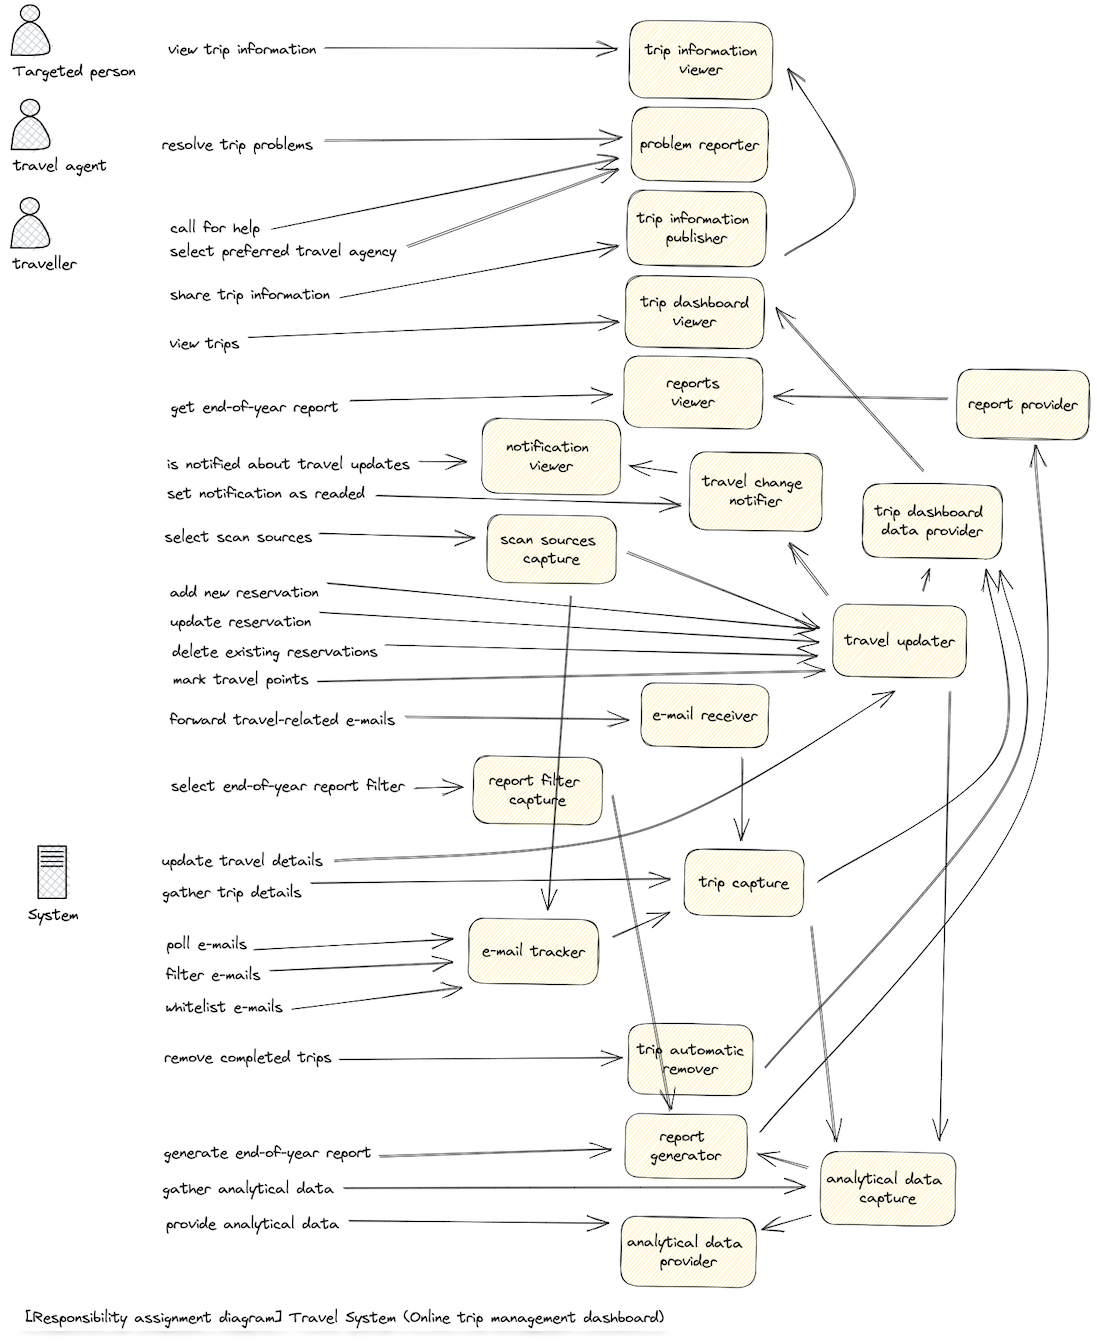 Targeted person
view trip information
trip information
viewer
travel agent
resolve trip problems
problem reporter
traveller
call for help
select preferred travel agency
trip information
publisher
share trip information
trip dashboard
viewer
view trips
reports
viewer
get end-of-year report
report provider
is notified about travel updates
notification
viewer
set notification as readed
travel change
notifier
trip dashboard
data provider
select scan sources
scan sources
capture
add new reservation
update reservation
delete existing reservations
mark travel points
travel updater
forward travel-related e-mails
e-mail receiver
select end-of-year report filter
report filter
capture
System
update travel details
gather trip details
trip capture
poll e-mails
filter e-mails
whitelist e-mails
e-mail tracker
remove completed trips
trip automatic
remover
generate end-of-year report
report
generator
gather analytical data
analytical data
capture
provide analytical data
analytical data
provider
[Responsibility assignment diagram] Travel System (Online trip management dashboard)